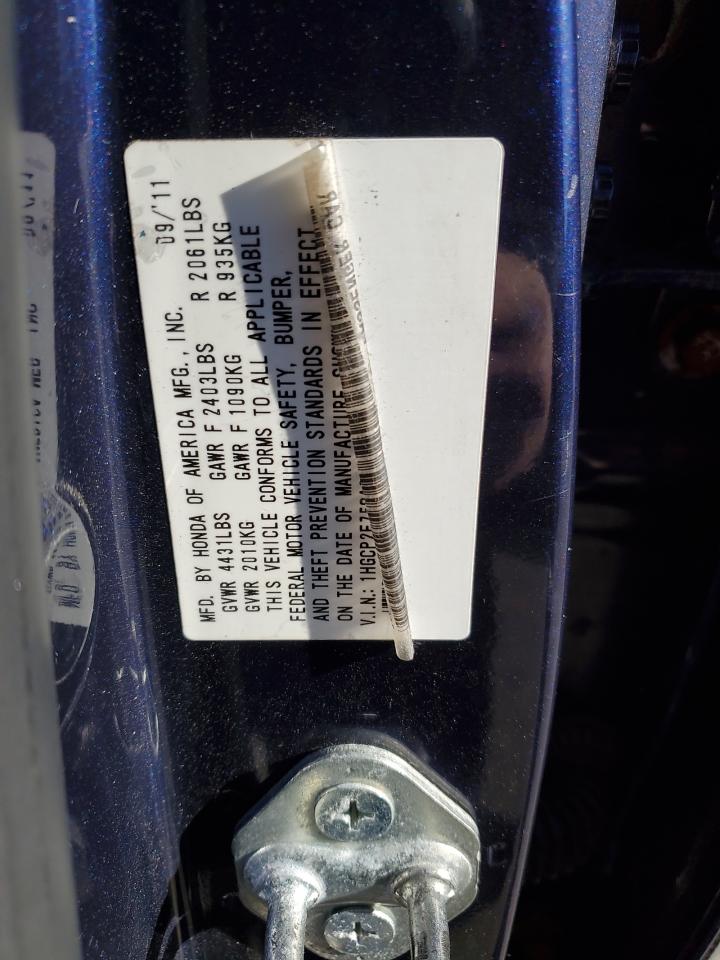 MFD. BY HONDA OF AMERICA MFG., INC. 09/'11
GVWR 4431LBS GAWR F 2403LBS R 2061LBS
GVWR 2010KG GAWR F 1090KG R 935KG
THIS VEHICLE CONFORMS TO ALL APPLICABLE
FEDERAL MOTOR VEHICLE SAFETY, BUMPER,
AND THEFT PREVENTION STANDARDS IN EFFECT
ON THE DATE OF MANUFACTURE
V.I.N.: 1HGCP2F7